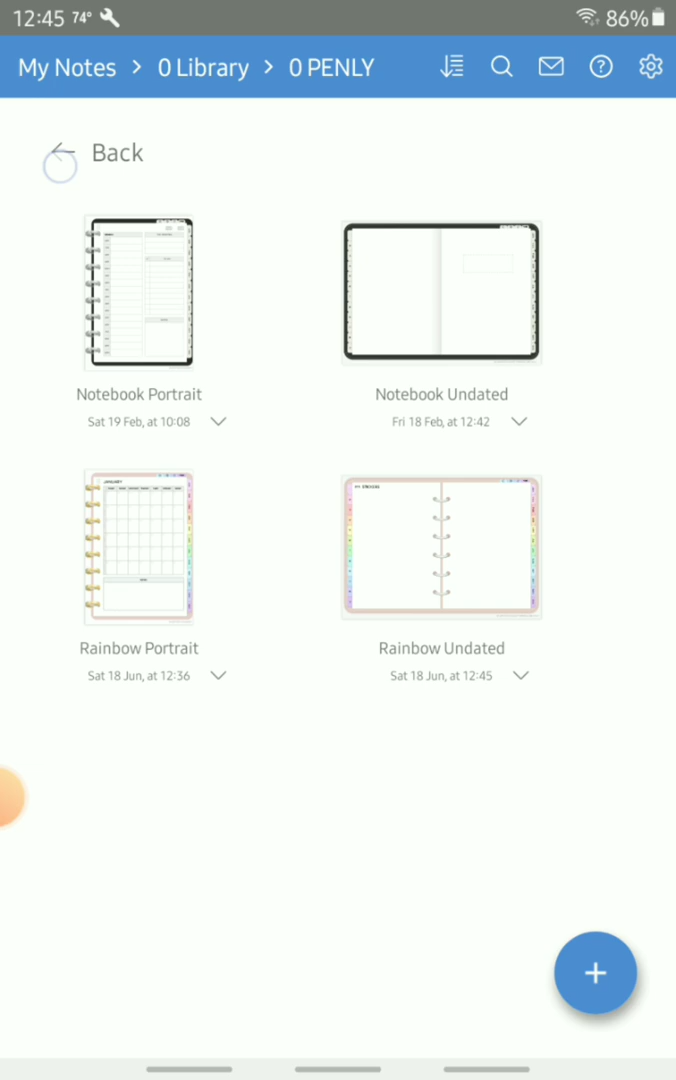 12:45 74° 86%
My Notes > 0 Library > 0 PENLY
Back
Notebook Portrait
Sat 19 Feb, at 10:08
Notebook Undated
Fri 18 Feb, at 12:42
JANUARY
STICKERS
Rainbow Portrait
Sat 18 Jun, at 12:36
Rainbow Undated
Sat 18 Jun, at 12:45